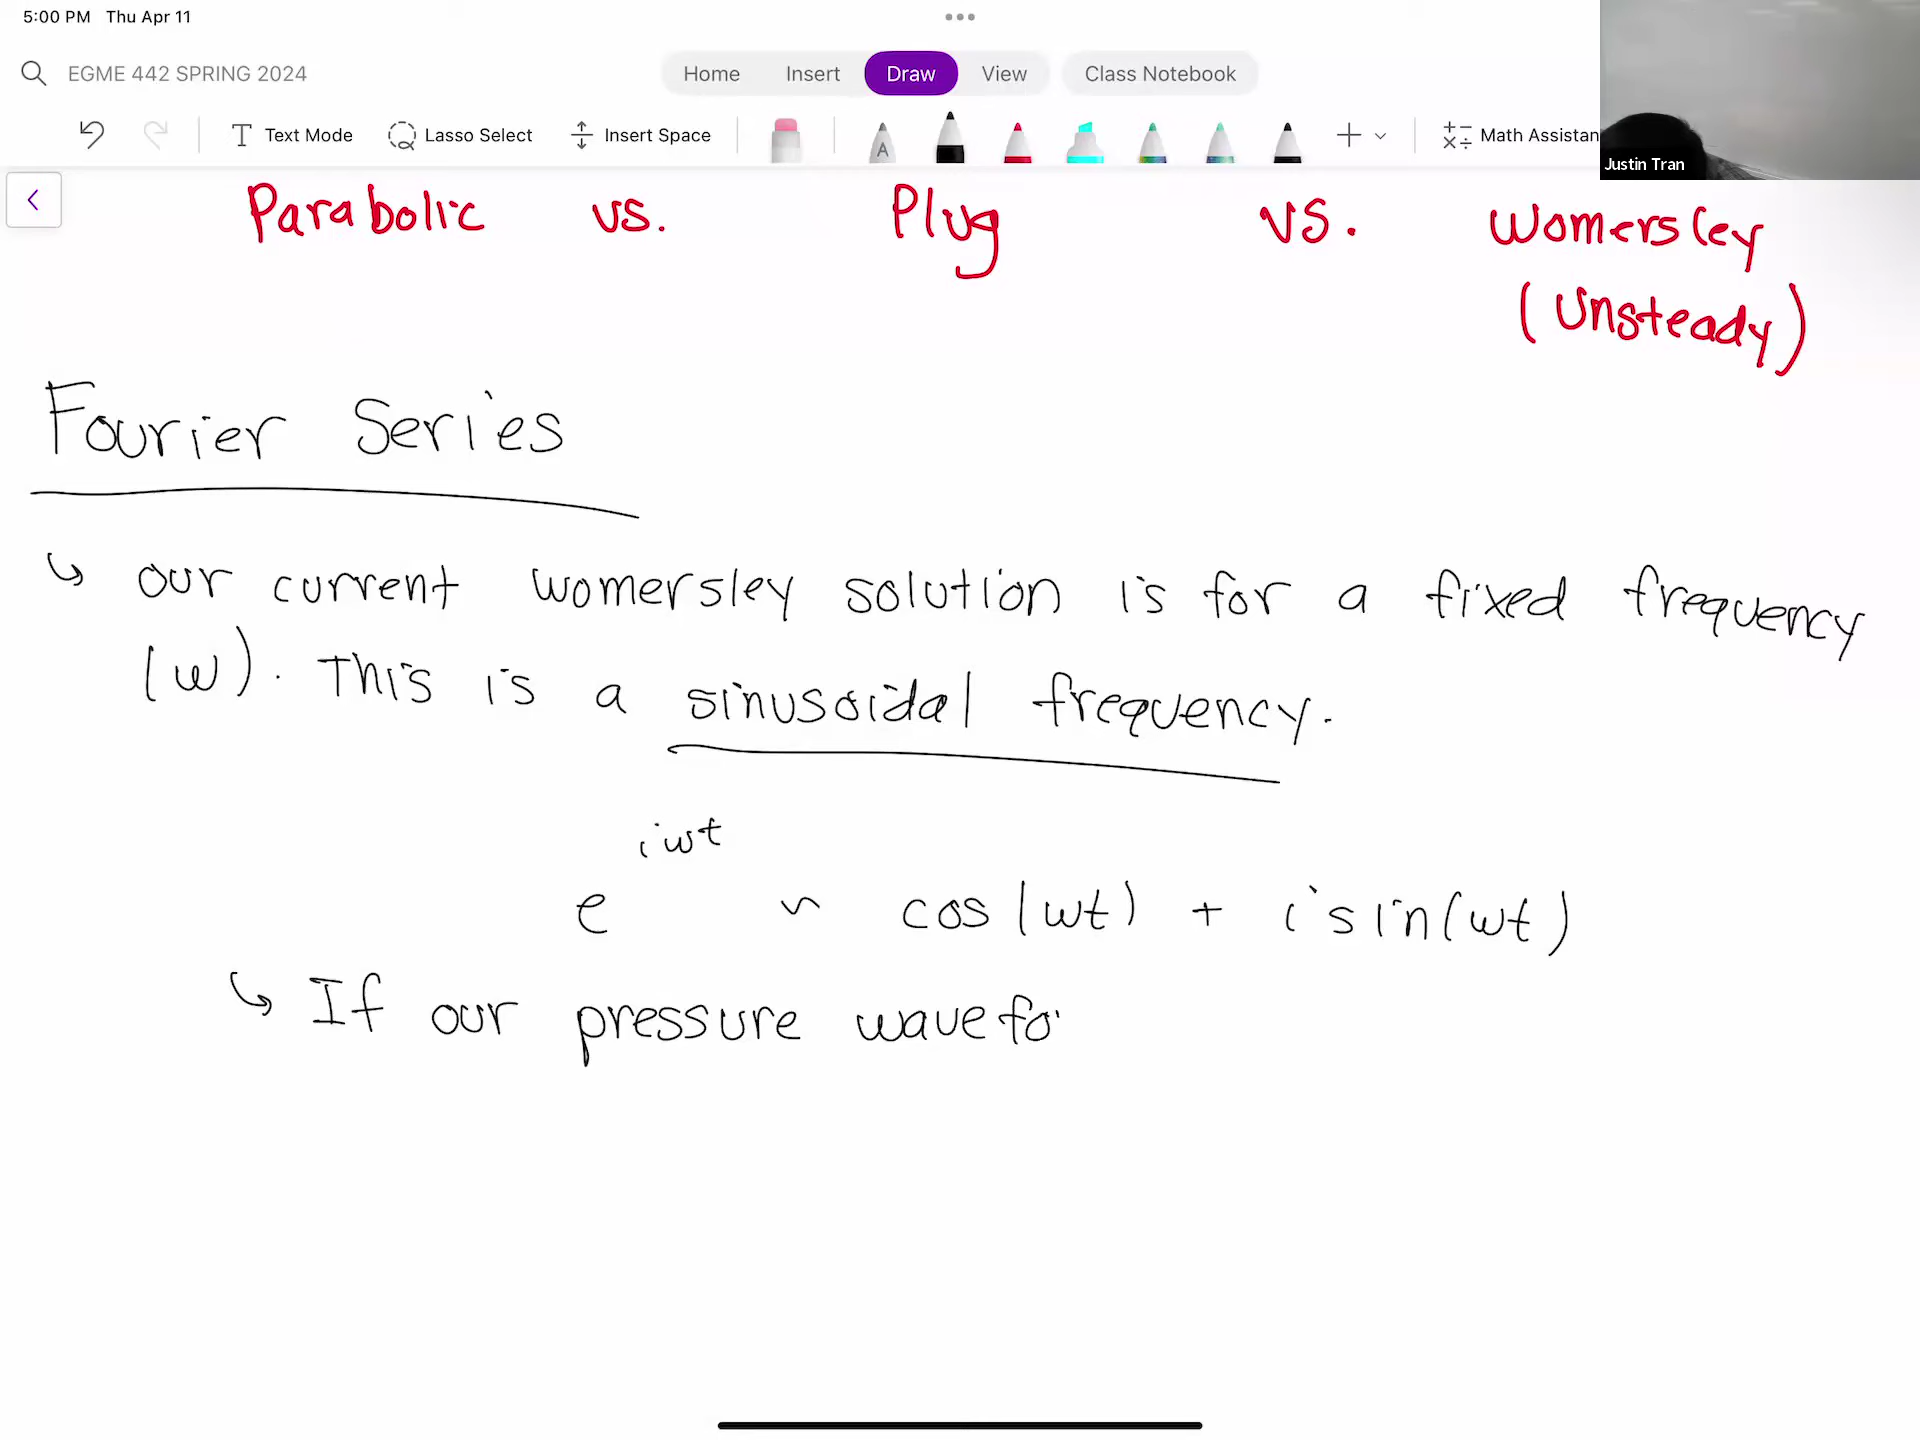 5:00 PM Thu Apr 11
EGME 442 SPRING 2024
Home Insert Draw View Class Notebook
Text Mode Lasso Select Insert Space A Math Assistan
Justin Tran
Parabolic vs. Plug vs. Womersley
(Unsteady)
Fourier Series
↳ our current womersley solution is for a fixed frequency
(w). This is a sinusoidal frequency.
e^{iwt} ~ cos(wt) + isin(wt)
↳ If our pressure wavefo